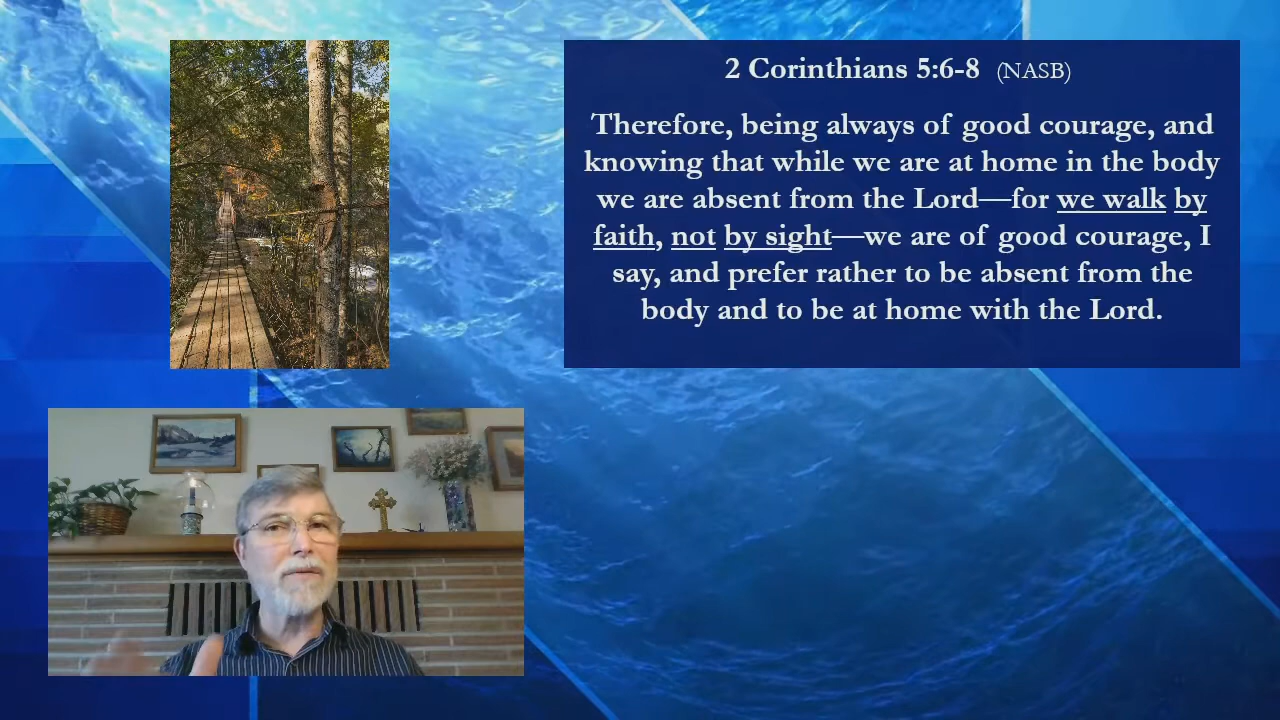 2 Corinthians 5:6-8 (NASB)
Therefore, being always of good courage, and
knowing that while we are at home in the body
we are absent from the Lord—for we walk by
faith, not by sight—we are of good courage, I
say, and prefer rather to be absent from the
body and to be at home with the Lord.